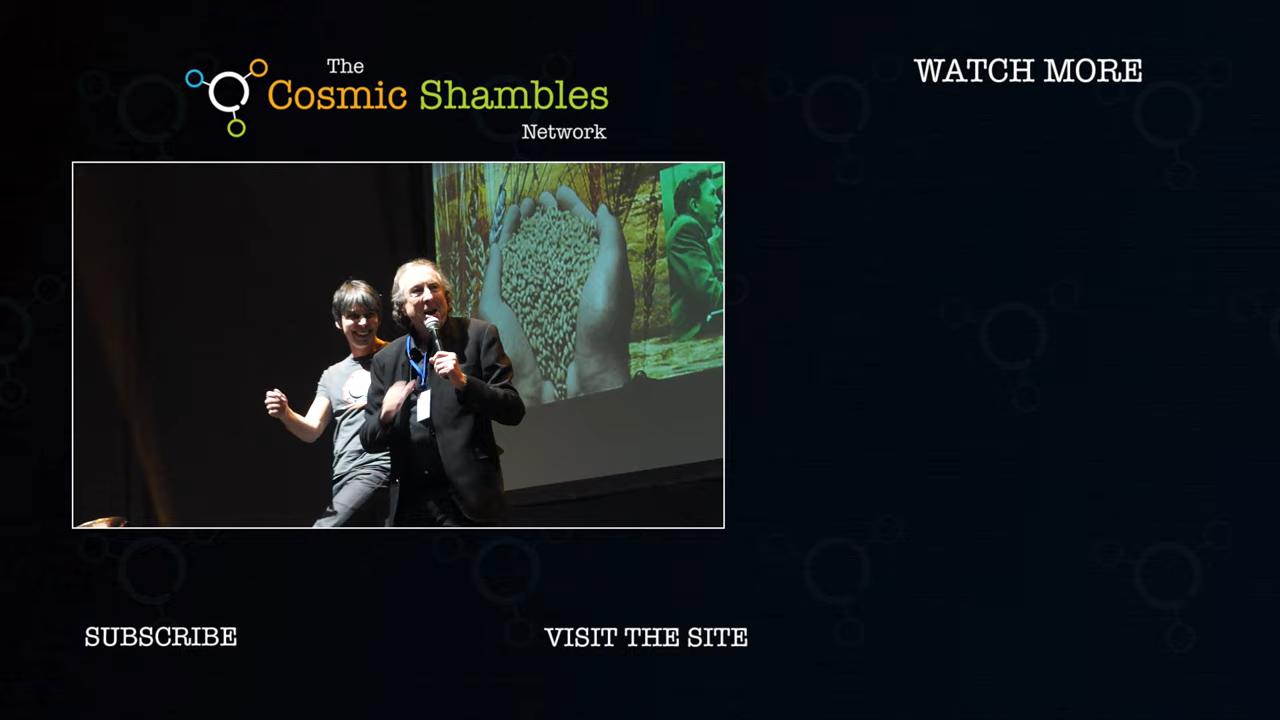 The
Cosmic Shambles
Network
WATCH MORE
SUBSCRIBE
VISIT THE SITE